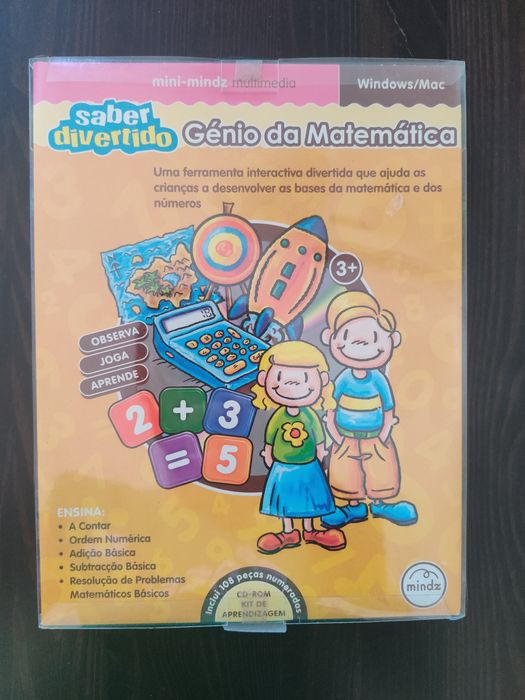 mini-mindz multimedia
Windows/Mac
saber
divertido
Génio da Matemática
Uma ferramenta interactiva divertida que ajuda as
crianças a desenvolver as bases da matemática e dos
números
3+
OBSERVA
JOGA
APRENDE
2 + 3
= 5
ENSINA:
• A Contar
• Ordem Numérica
• Adição Básica
• Subtracção Básica
• Resolução de Problemas
Matemáticos Básicos
Inclui 108 peças numeradas
CD-ROM
KIT DE
APRENDIZAGEM
mindz